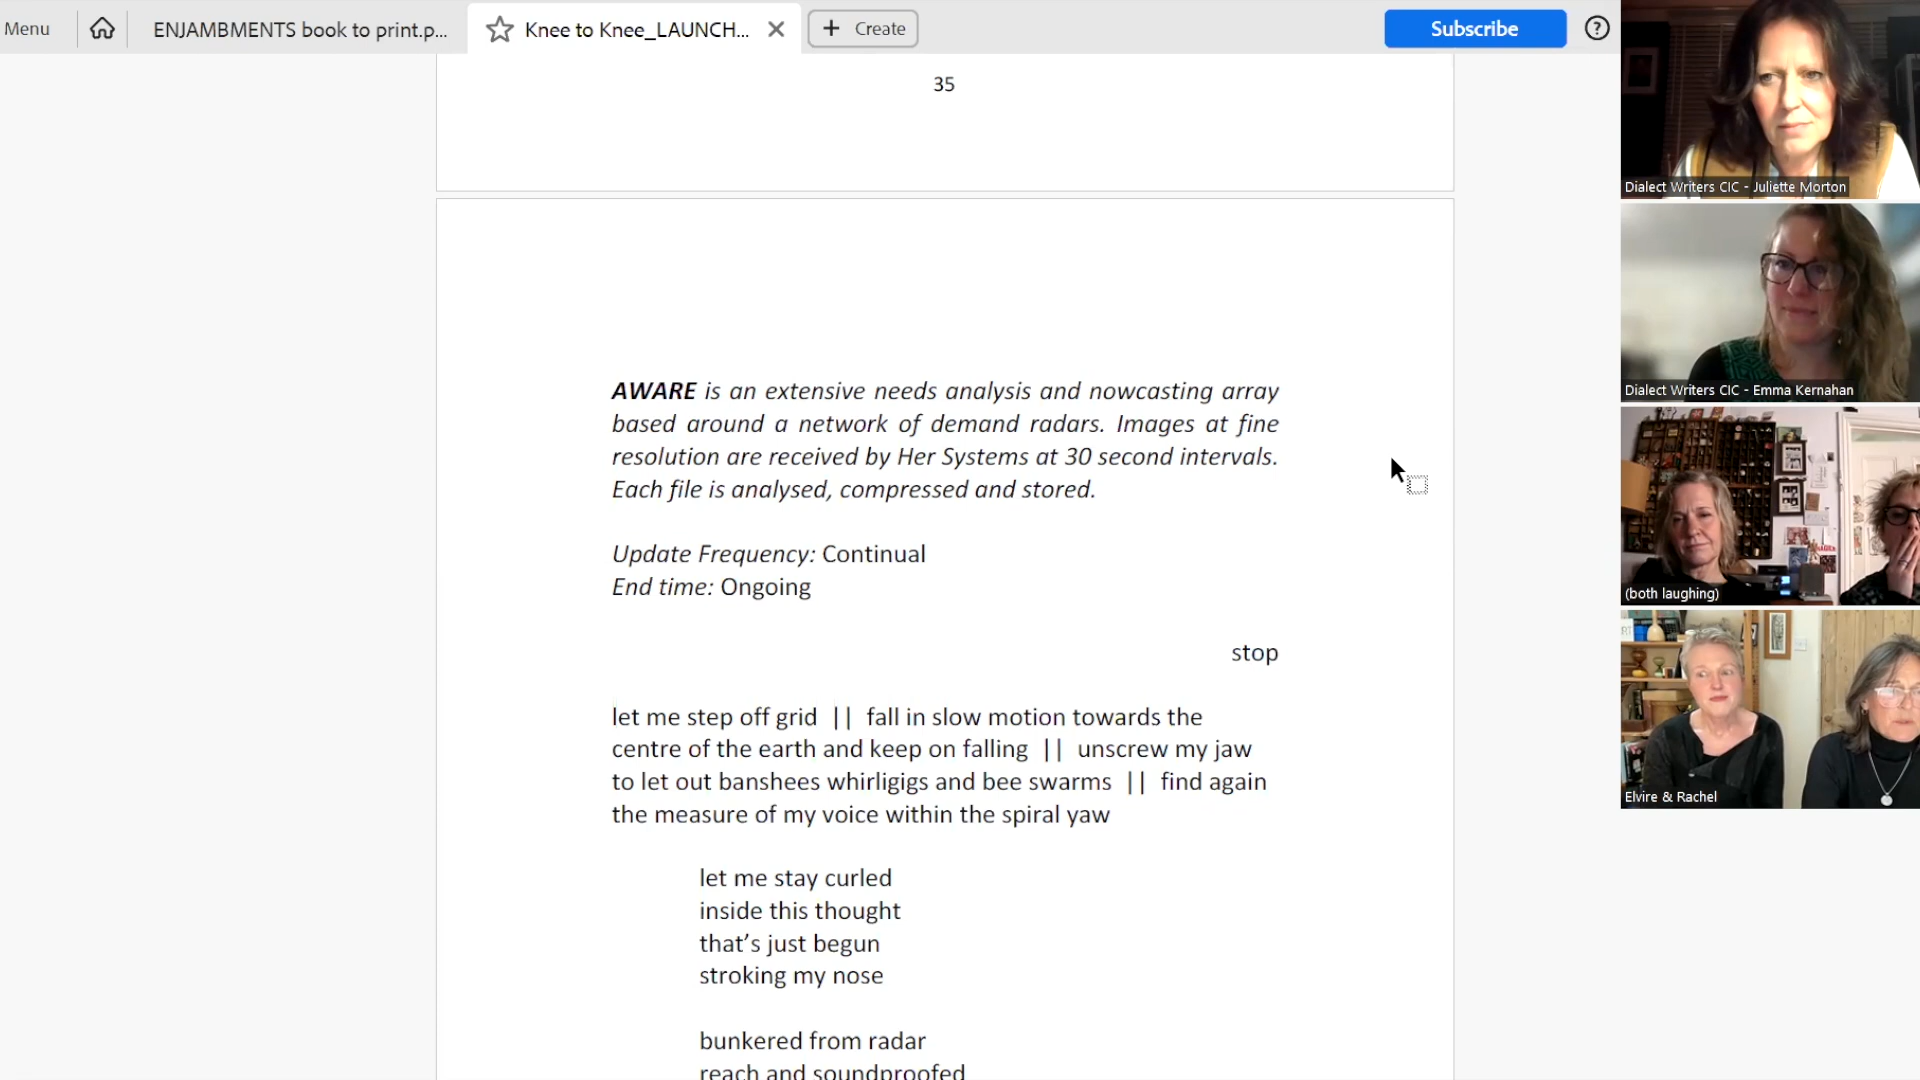 Menu
ENJAMBMENTS book to print.p...
Knee to Knee_LAUNCH...
Create
Subscribe
35
AWARE is an extensive needs analysis and nowcasting array
based around a network of demand radars. Images at fine
resolution are received by Her Systems at 30 second intervals.
Each file is analysed, compressed and stored.
Update Frequency: Continual
End time: Ongoing
stop
let me step off grid || fall in slow motion towards the
centre of the earth and keep on falling || unscrew my jaw
to let out banshees whirligigs and bee swarms || find again
the measure of my voice within the spiral yaw
let me stay curled
inside this thought
that’s just begun
stroking my nose
bunkered from radar
reach and soundproofed
Dialect Writers CIC - Juliette Morton
Dialect Writers CIC - Emma Kernahan
(both laughing)
Elvire & Rachel